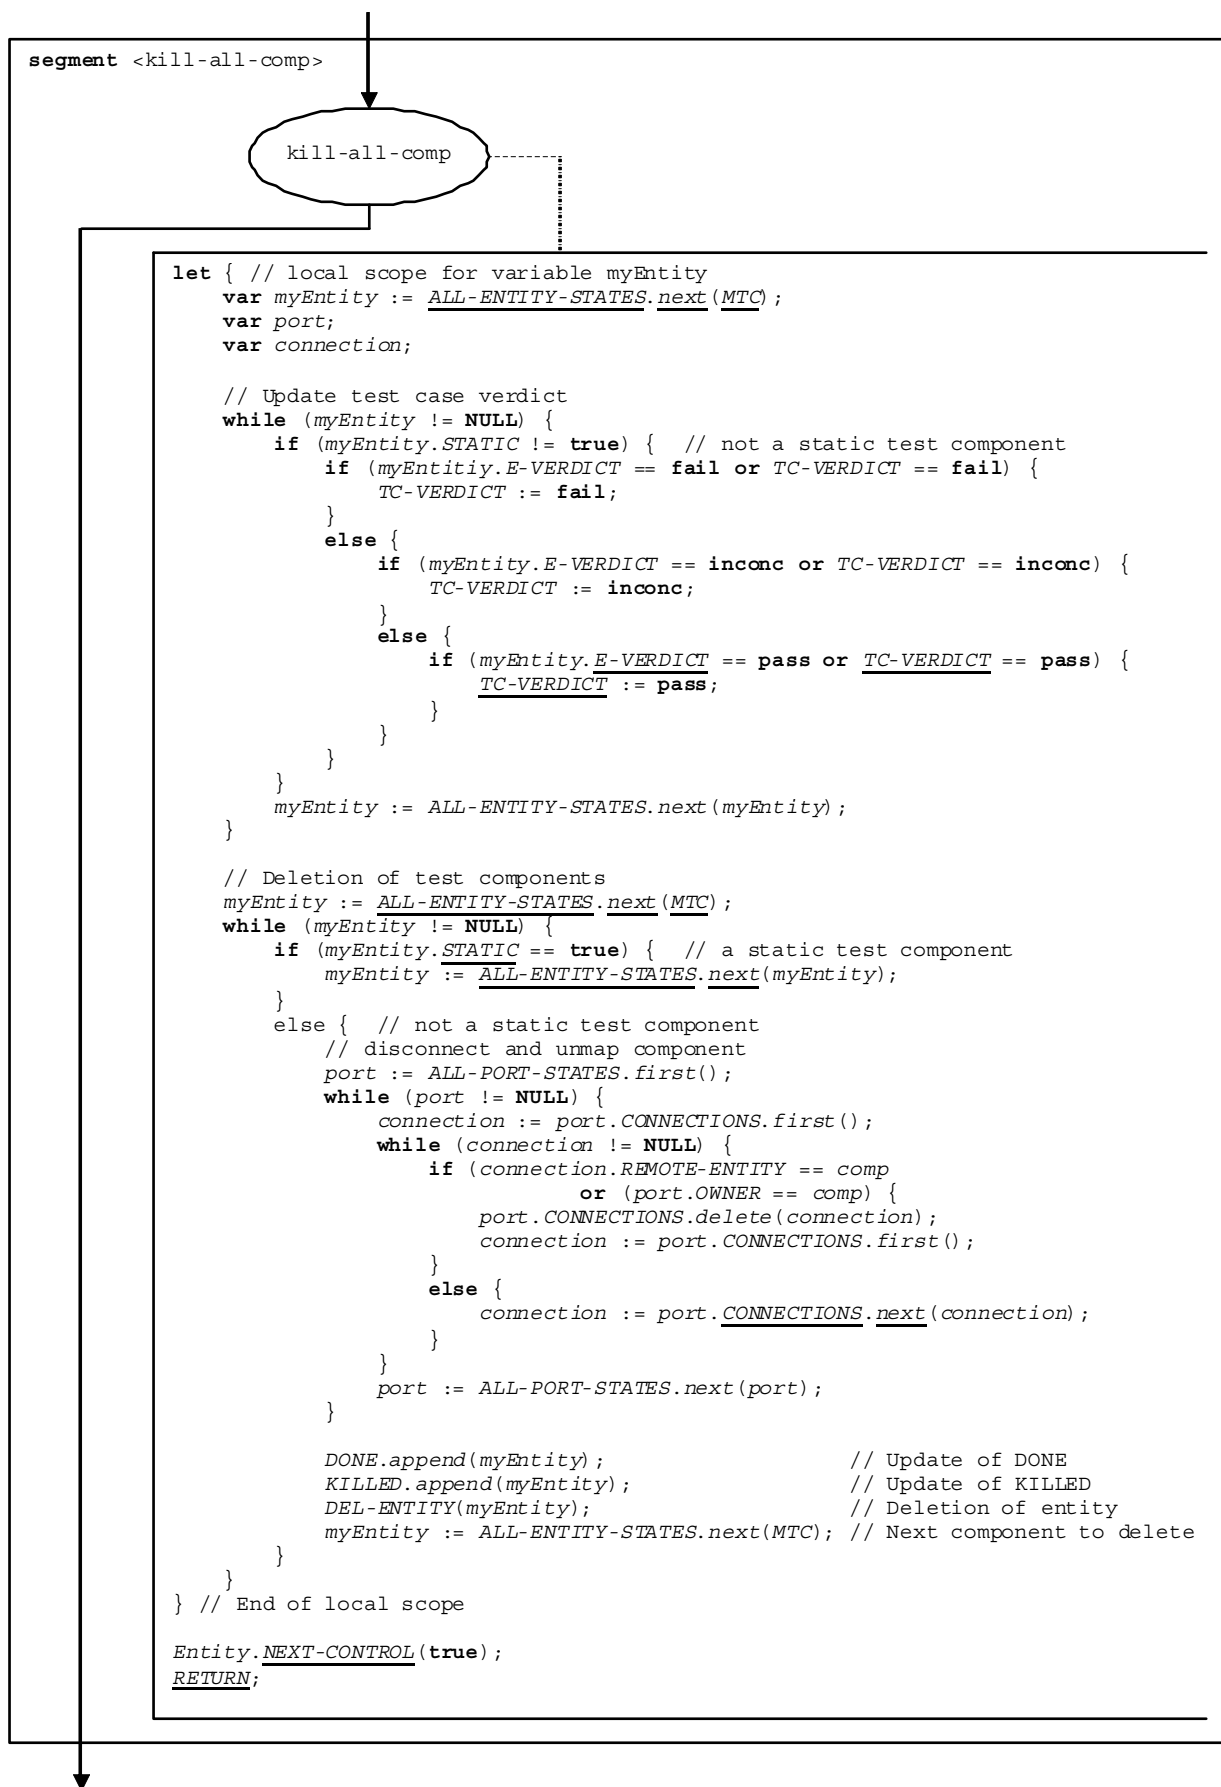 segment <kill-all-comp>
kill-all-comp
let { // local scope for variable myEntity
    var myEntity := ALL-ENTITY-STATES.next(MTC);
    var port;
    var connection;

    // Update test case verdict
    while (myEntity != NULL) {
        if (myEntity.STATIC != true) {  // not a static test component
            if (myEntitiy.E-VERDICT == fail or TC-VERDICT == fail) {
                TC-VERDICT := fail;
            }
            else {
                if (myEntity.E-VERDICT == inconc or TC-VERDICT == inconc) {
                    TC-VERDICT := inconc;
                }
                else {
                    if (myEntity.E-VERDICT == pass or TC-VERDICT == pass) {
                        TC-VERDICT := pass;
                    }
                }
            }
        }
        myEntity := ALL-ENTITY-STATES.next(myEntity);
    }

    // Deletion of test components
    myEntity := ALL-ENTITY-STATES.next(MTC);
    while (myEntity != NULL) {
        if (myEntity.STATIC == true) {  // a static test component
            myEntity := ALL-ENTITY-STATES.next(myEntity);
        }
        else {  // not a static test component
            // disconnect and unmap component
            port := ALL-PORT-STATES.first();
            while (port != NULL) {
                connection := port.CONNECTIONS.first();
                while (connection != NULL) {
                    if (connection.REMOTE-ENTITY == comp
                                or (port.OWNER == comp) {
                        port.CONNECTIONS.delete(connection);
                        connection := port.CONNECTIONS.first();
                    }
                    else {
                        connection := port.CONNECTIONS.next(connection);
                    }
                }
                port := ALL-PORT-STATES.next(port);
            }

            DONE.append(myEntity);                   // Update of DONE
            KILLED.append(myEntity);                 // Update of KILLED
            DEL-ENTITY(myEntity);                    // Deletion of entity
            myEntity := ALL-ENTITY-STATES.next(MTC); // Next component to delete
        }
    }
} // End of local scope

Entity.NEXT-CONTROL(true);
RETURN;